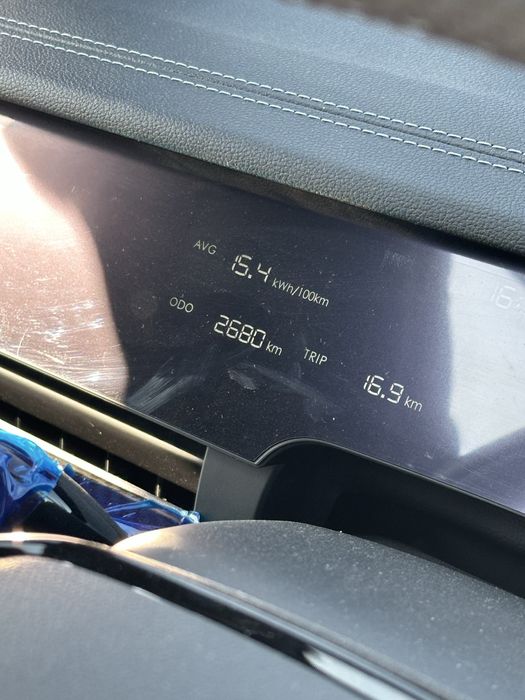 AVG 15.4 kWh/100km
ODO 2680 km
TRIP 16.9 km